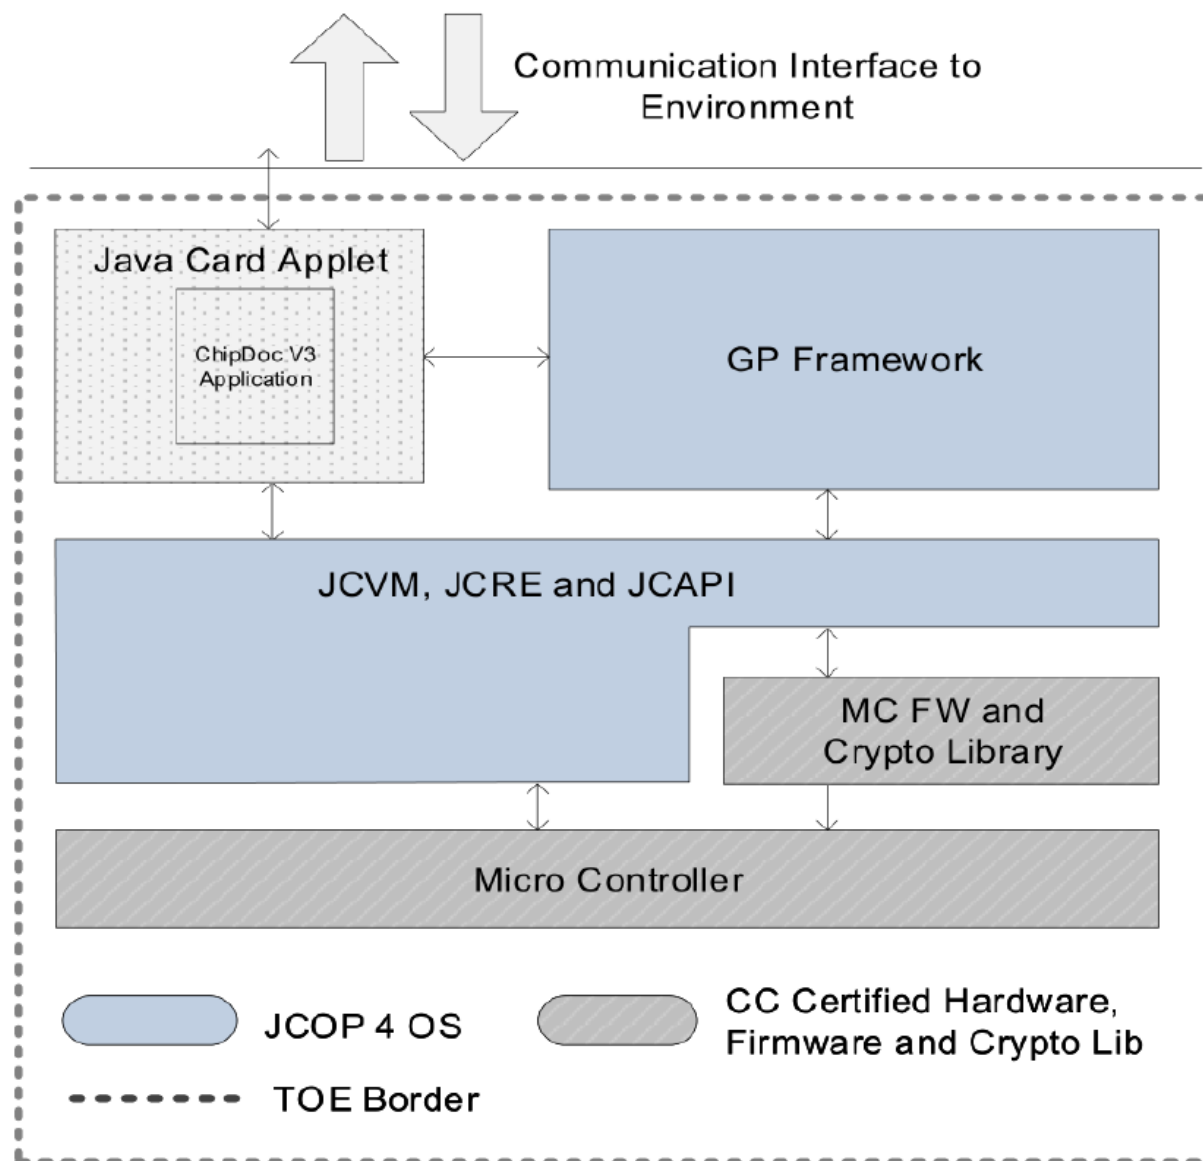 Communication Interface to
Environment
Java Card Applet
ChipDoc V3
Application
GP Framework
JCVM, JCRE and JCAPI
MC FW and
Crypto Library
Micro Controller
JCOP 4 OS
CC Certified Hardware,
Firmware and Crypto Lib
TOE Border